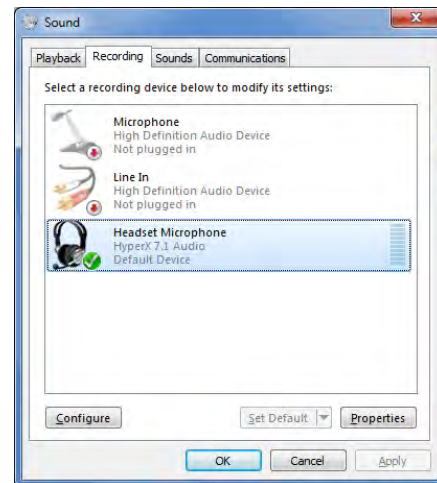 Sound
Playback Recording Sounds Communications
Select a recording device below to modify its settings:
Microphone
High Definition Audio Device
Not plugged in
Line In
High Definition Audio Device
Not plugged in
Headset Microphone
HyperX 7.1 Audio
Default Device
Configure Set Default Properties
OK Cancel Apply